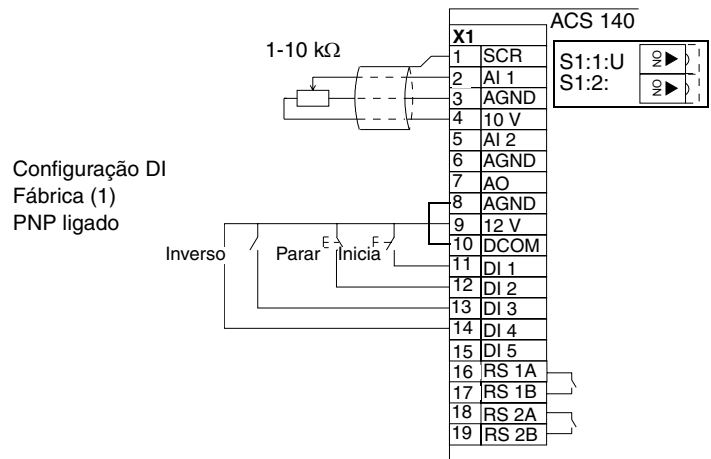 ACS 140
X1
1-10 kΩ
1 SCR
2 AI 1
3 AGND
4 10 V
5 AI 2
6 AGND
7 AO
8 AGND
9 12 V
10 DCOM
11 DI 1
12 DI 2
13 DI 3
14 DI 4
15 DI 5
16 RS 1A
17 RS 1B
18 RS 2A
19 RS 2B
S1:1:U
S1:2:
ON
ON
Configuração DI
Fábrica (1)
PNP ligado
Inverso
Parar
E
Inicia
F